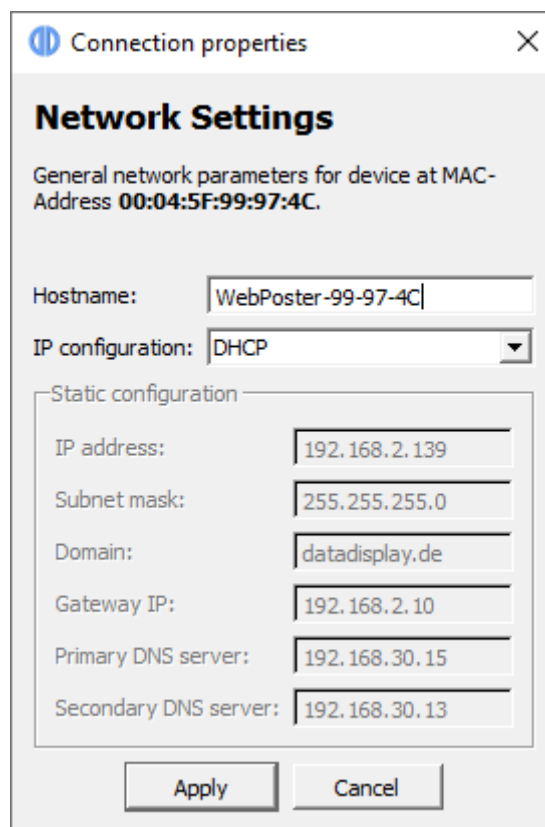 Connection properties
Network Settings
General network parameters for device at MAC-
Address 00:04:5F:99:97:4C.
Hostname: WebPoster-99-97-4C
IP configuration: DHCP
Static configuration
IP address: 192.168.2.139
Subnet mask: 255.255.255.0
Domain: datadisplay.de
Gateway IP: 192.168.2.10
Primary DNS server: 192.168.30.15
Secondary DNS server: 192.168.30.13
Apply Cancel